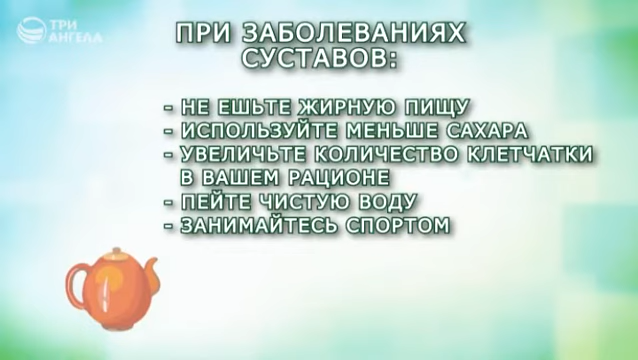 ТРИ
АНГЕЛА
ПРИ ЗАБОЛЕВАНИЯХ
СУСТАВОВ:
- НЕ ЕШЬТЕ ЖИРНУЮ ПИЩУ
- ИСПОЛЬЗУЙТЕ МЕНЬШЕ САХАРА
- УВЕЛИЧЬТЕ КОЛИЧЕСТВО КЛЕТЧАТКИ
В ВАШЕМ РАЦИОНЕ
- ПЕЙТЕ ЧИСТУЮ ВОДУ
- ЗАНИМАЙТЕСЬ СПОРТОМ